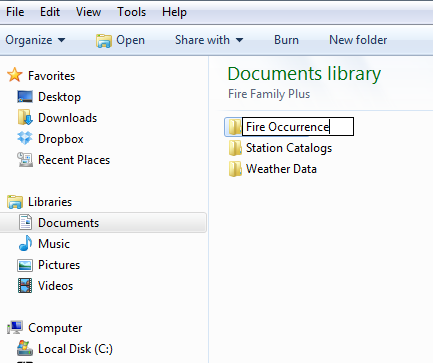 File Edit View Tools Help
Organize Open Share with Burn New folder
Favorites
Desktop
Downloads
Dropbox
Recent Places
Libraries
Documents
Music
Pictures
Videos
Computer
Local Disk (C:)
Documents library
Fire Family Plus
Fire Occurrence
Station Catalogs
Weather Data